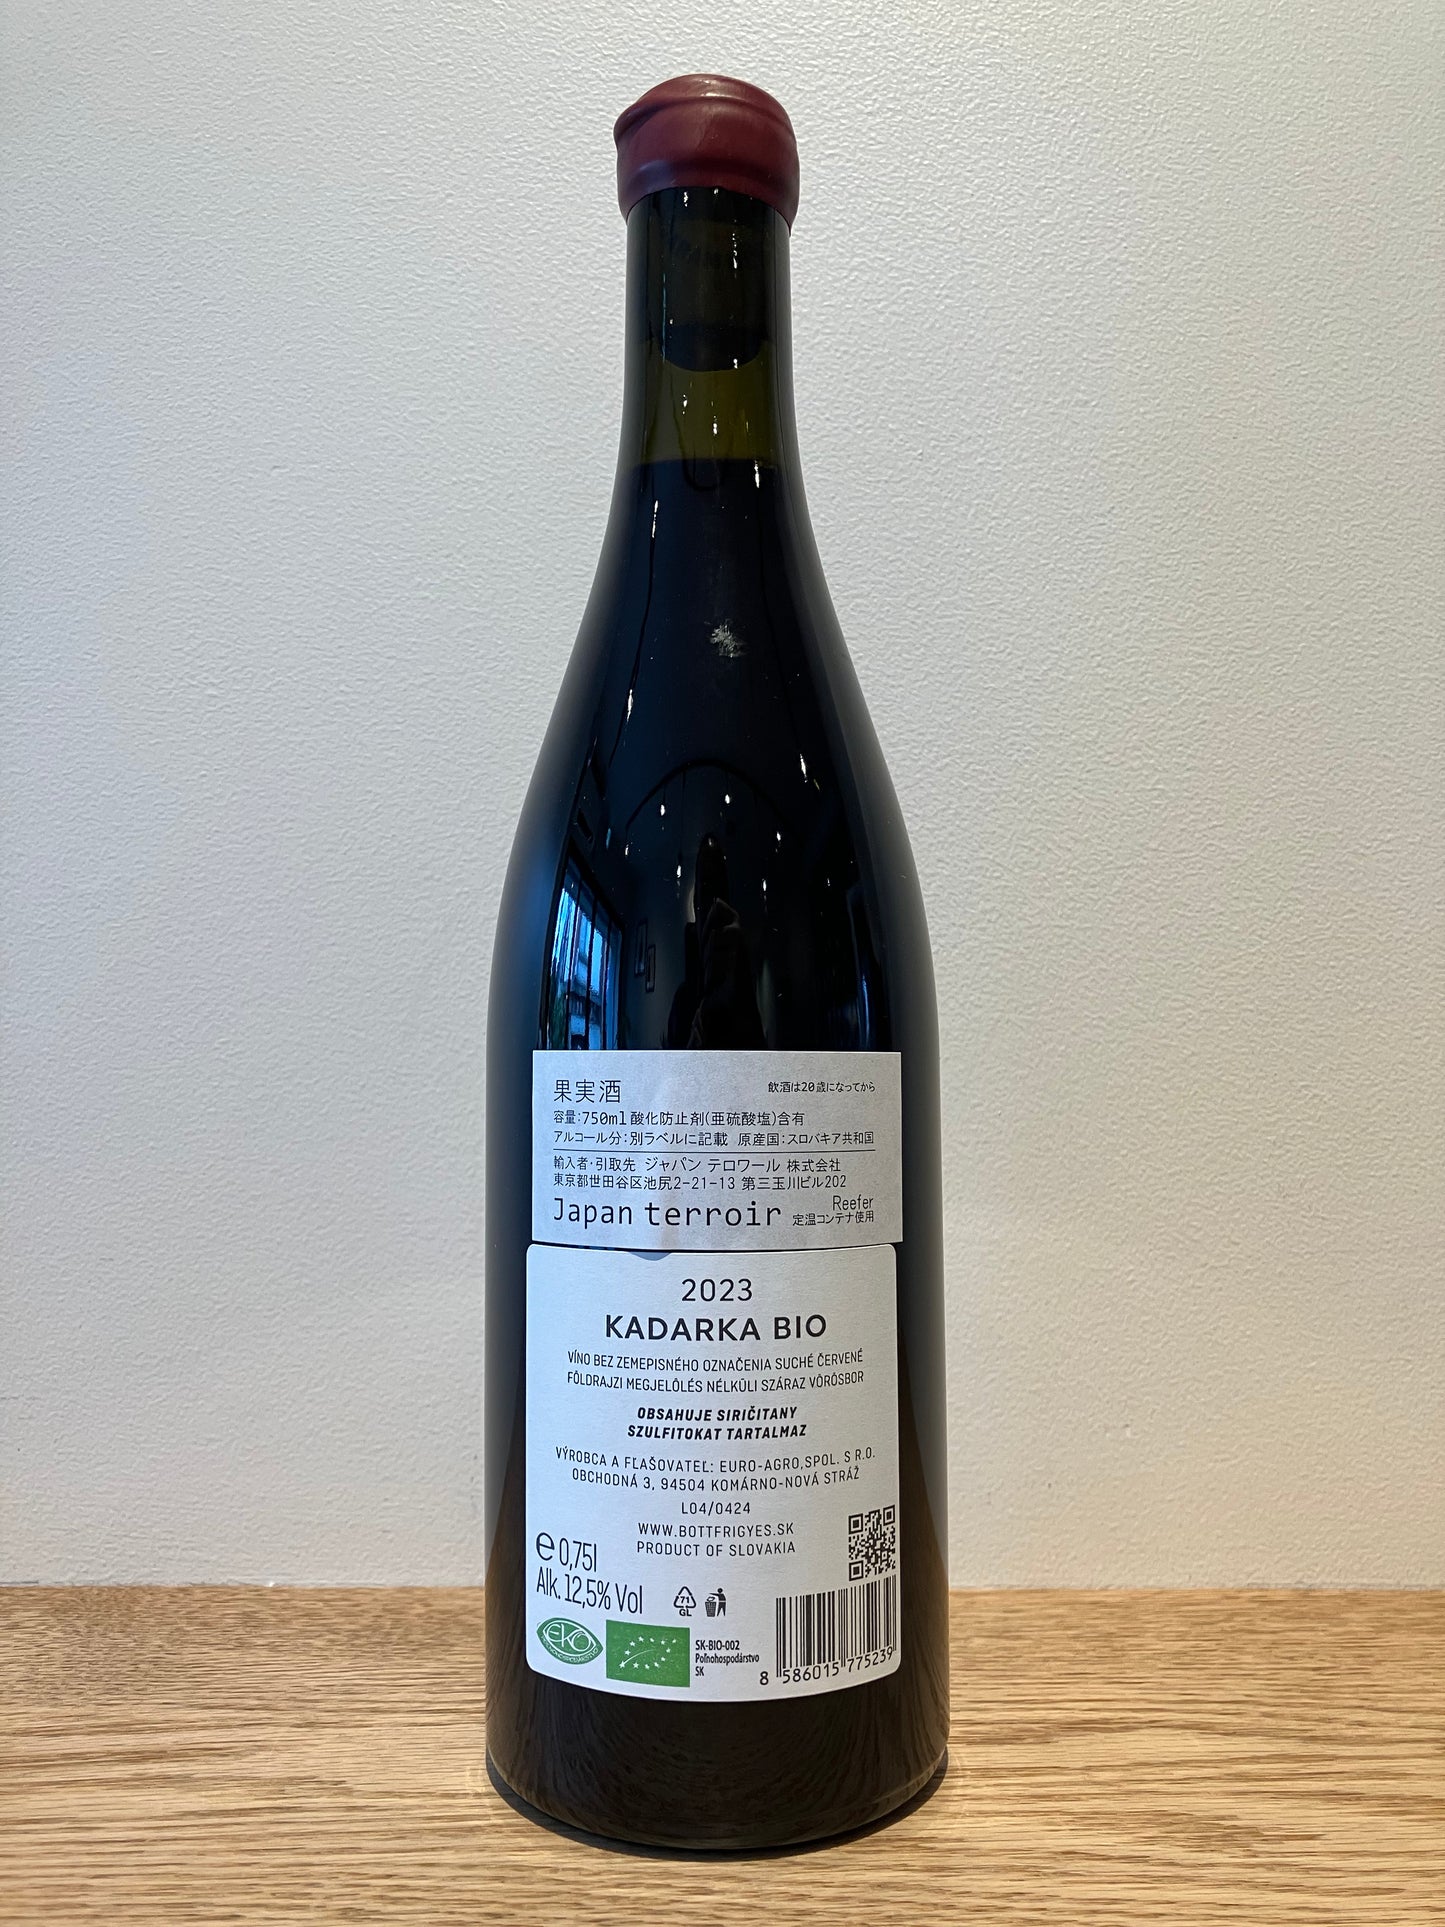 果実酒 飲酒は20歳になってから
容量:750ml 酸化防止剤(亜硫酸塩)含有
アルコール分:別ラベルに記載 原産国:スロバキア共和国
輸入者・引取先 ジャパン テロワール 株式会社
東京都世田谷区池尻2-21-13 第三玉川ビル202
Japan terroir Reefer
定温コンテナ使用
2023
KADARKA BIO
VÍNO BEZ ZEMEPISNÉHO OZNAČENIA SUCHÉ ČERVENÉ
FÖLDRAJZI MEGJELÖLÉS NÉLKÜLI SZÁRAZ VÖRÖSBOR
OBSAHUJE SIRIČITANY
SZULFITOKAT TARTALMAZ
VÝROBCA A FĽAŠOVATEĽ: EURO-AGRO,SPOL. S R.O.
OBCHODNÁ 3, 94504 KOMÁRNO-NOVÁ STRÁŽ
L04/0424
WWW.BOTTFRIGYES.SK
PRODUCT OF SLOVAKIA
e 0,75l
Alk. 12,5% Vol
71
GL
EKO
SK-BIO-002
Poľnohospodárstvo
SK
8 586015 775239